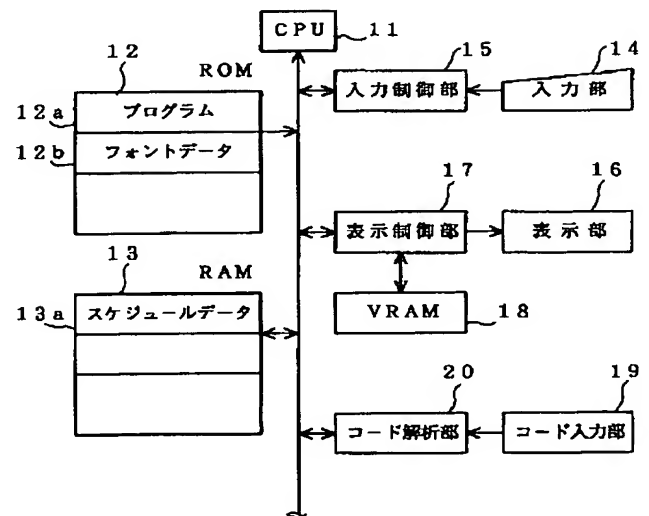 CPU
11
12
ROM
12a
プログラム
12b
フォントデータ
15
入力制御部
14
入力部
17
表示制御部
16
表示部
VRAM
18
13
RAM
13a
スケジュールデータ
20
コード解析部
19
コード入力部